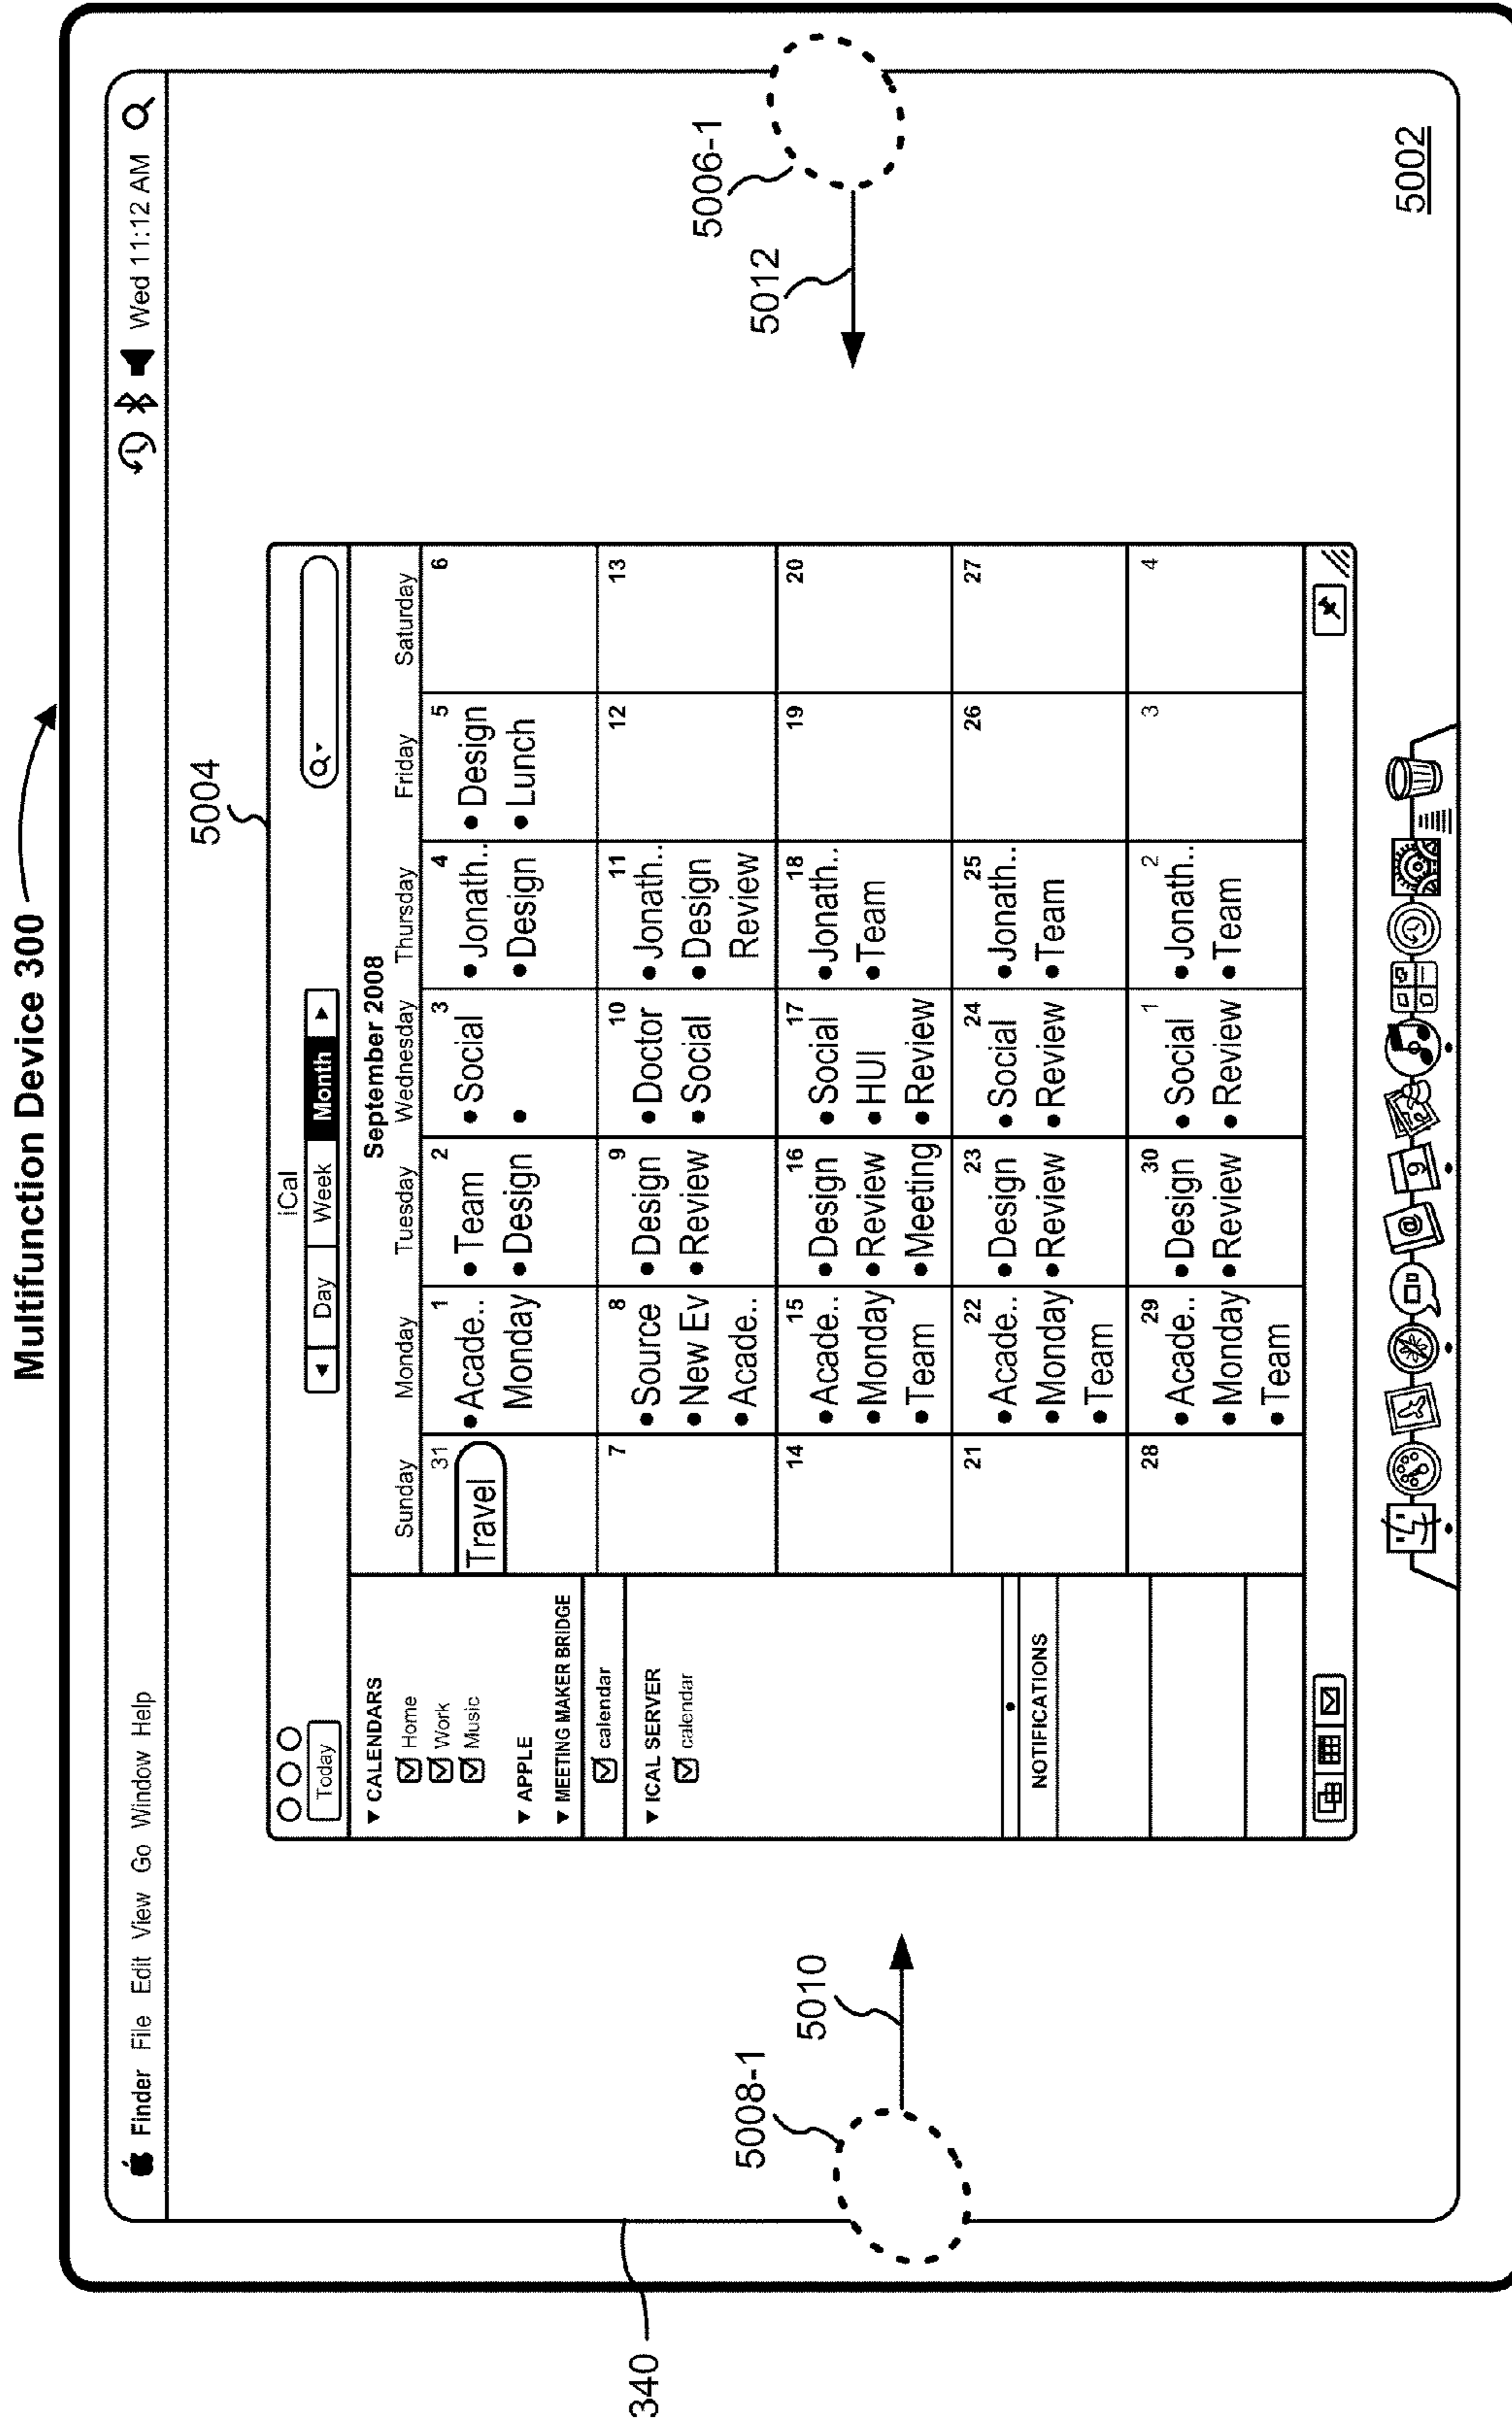 Multifunction Device 300
Finder File Edit View Go Window Help
Wed 11:12 AM
5004
iCal
Today
Day Week Month
September 2008
Sunday Monday Tuesday Wednesday Thursday Friday Saturday
▼ CALENDARS
Home
Work
Music
▼ APPLE
▼ MEETING MAKER BRIDGE
calendar
▼ ICAL SERVER
calendar
NOTIFICATIONS
31 1 2 3 4 5 6
Travel •Acade.. •Team •Social •Jonath.. •Design
Monday •Design • •Design •Lunch
7 8 9 10 11 12 13
•Source •Design •Doctor •Jonath..
•New Ev •Review •Social •Design
•Acade.. Review
14 15 16 17 18 19 20
•Acade.. •Design •Social •Jonath..
•Monday •Review •HUI •Team
•Team •Meeting •Review
21 22 23 24 25 26 27
•Acade.. •Design •Social •Jonath..
•Monday •Review •Review •Team
•Team
28 29 30 1 2 3 4
•Acade.. •Design •Social •Jonath..
•Monday •Review •Review •Team
•Team
340
5008-1
5010
5006-1
5012
@
9
5002